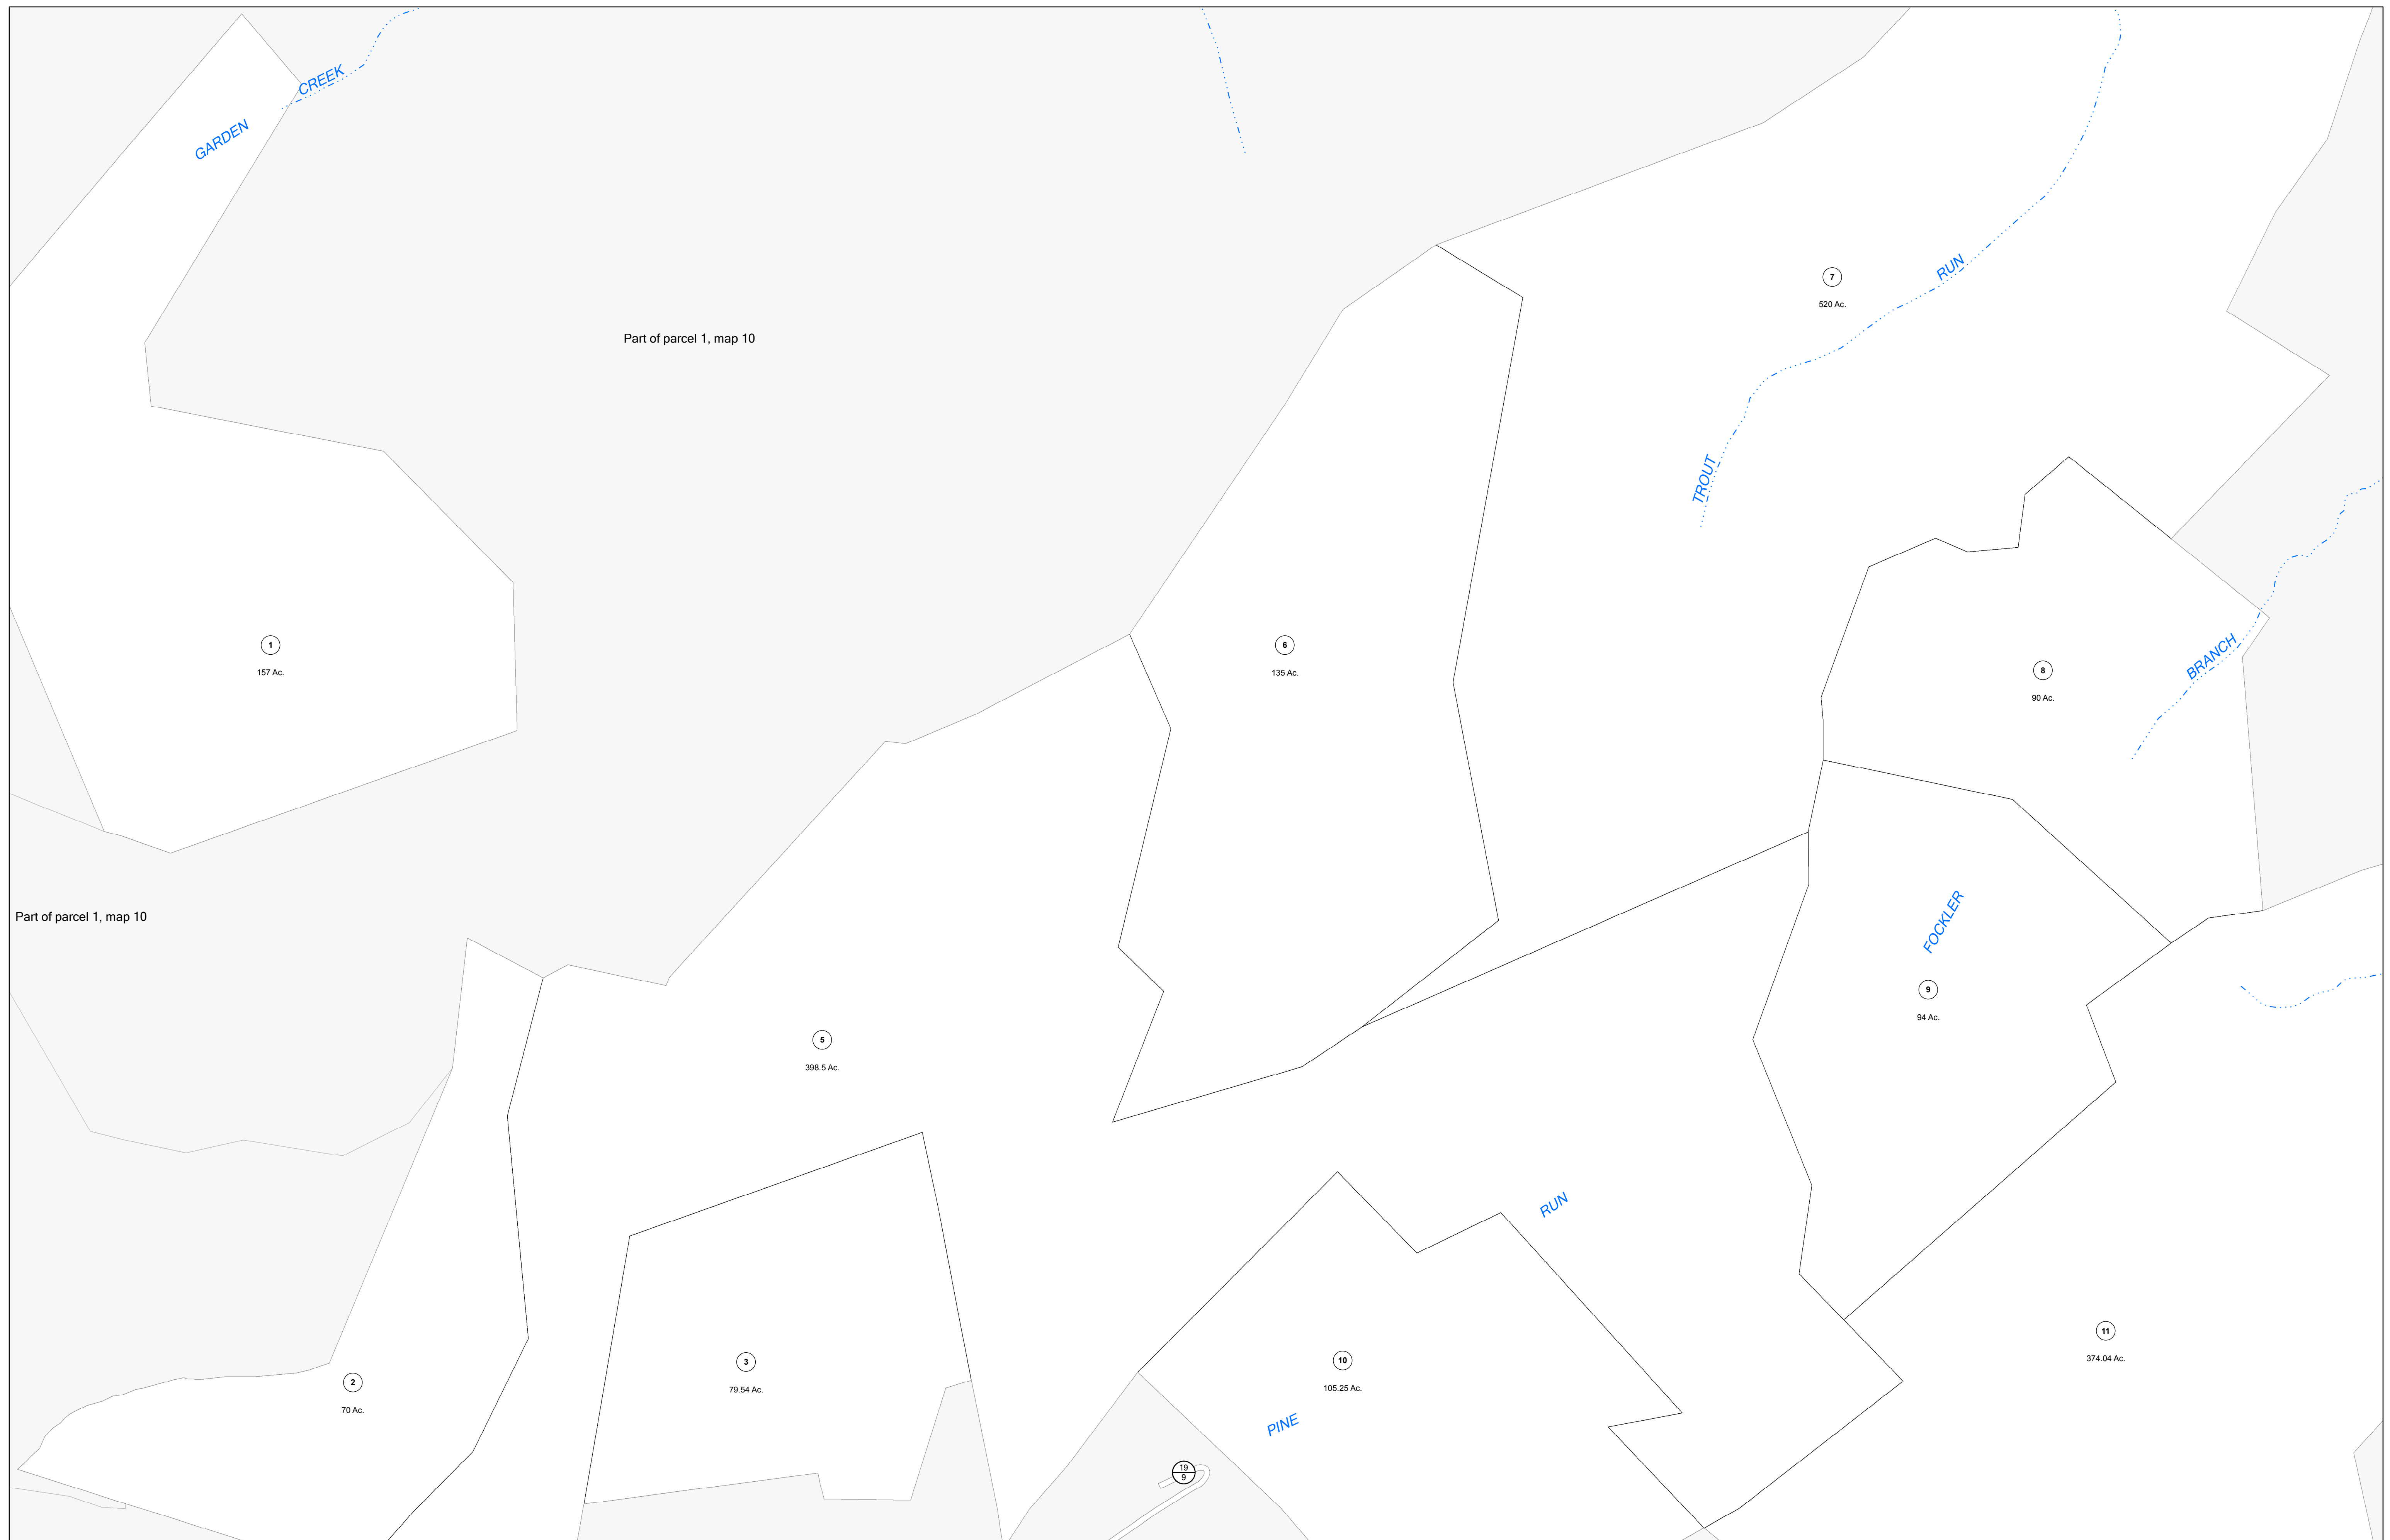 CREEK
GARDEN
Part of parcel 1, map 10
7
520 Ac.
RUN
TROUT
1
157 Ac.
6
135 Ac.
8
90 Ac.
BRANCH
Part of parcel 1, map 10
FOCKLER
9
94 Ac.
5
398.5 Ac.
RUN
2
70 Ac.
3
79.54 Ac.
10
105.25 Ac.
11
374.04 Ac.
PINE
19
9